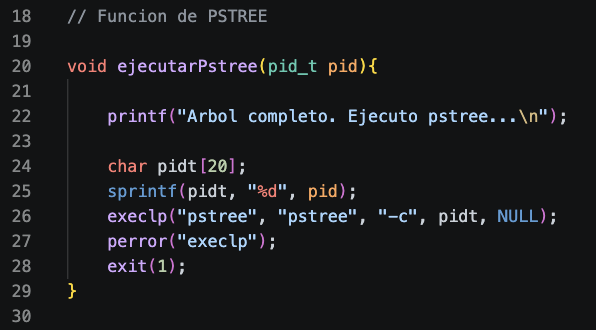 18 // Funcion de PSTREE
19
20 void ejecutarPstree(pid_t pid){
21
22     printf("Arbol completo. Ejecuto pstree...\n");
23
24     char pidt[20];
25     sprintf(pidt, "%d", pid);
26     execlp("pstree", "pstree", "-c", pidt, NULL);
27     perror("execlp");
28     exit(1);
29 }
30